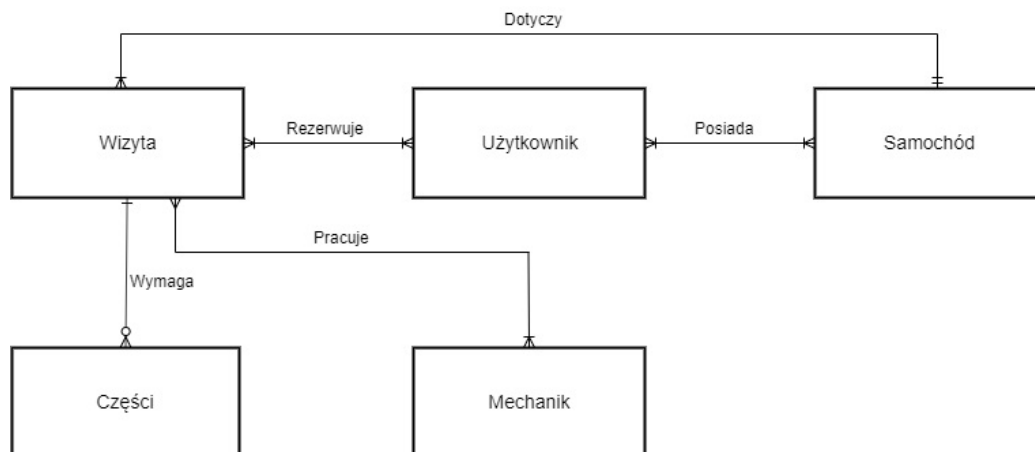 Dotyczy
Wizyta
Rezerwuje
Użytkownik
Posiada
Samochód
Pracuje
Wymaga
Części
Mechanik